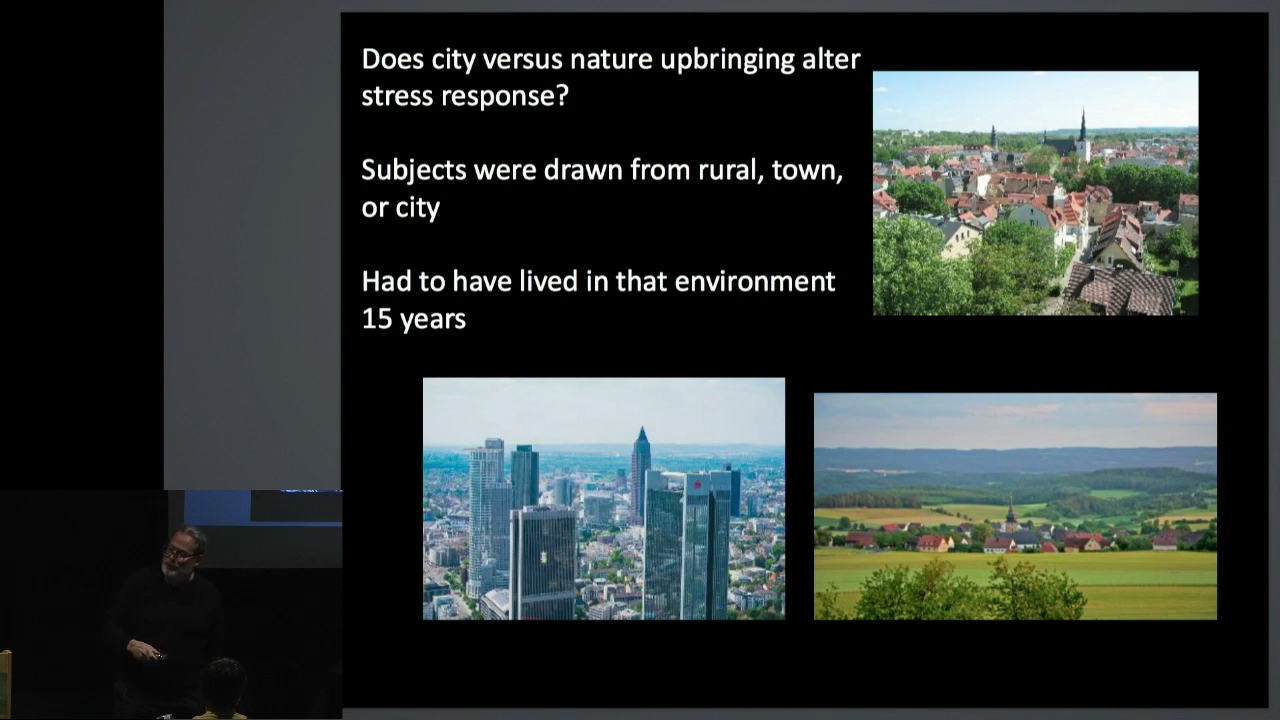 Does city versus nature upbringing alter
stress response?
Subjects were drawn from rural, town,
or city
Had to have lived in that environment
15 years